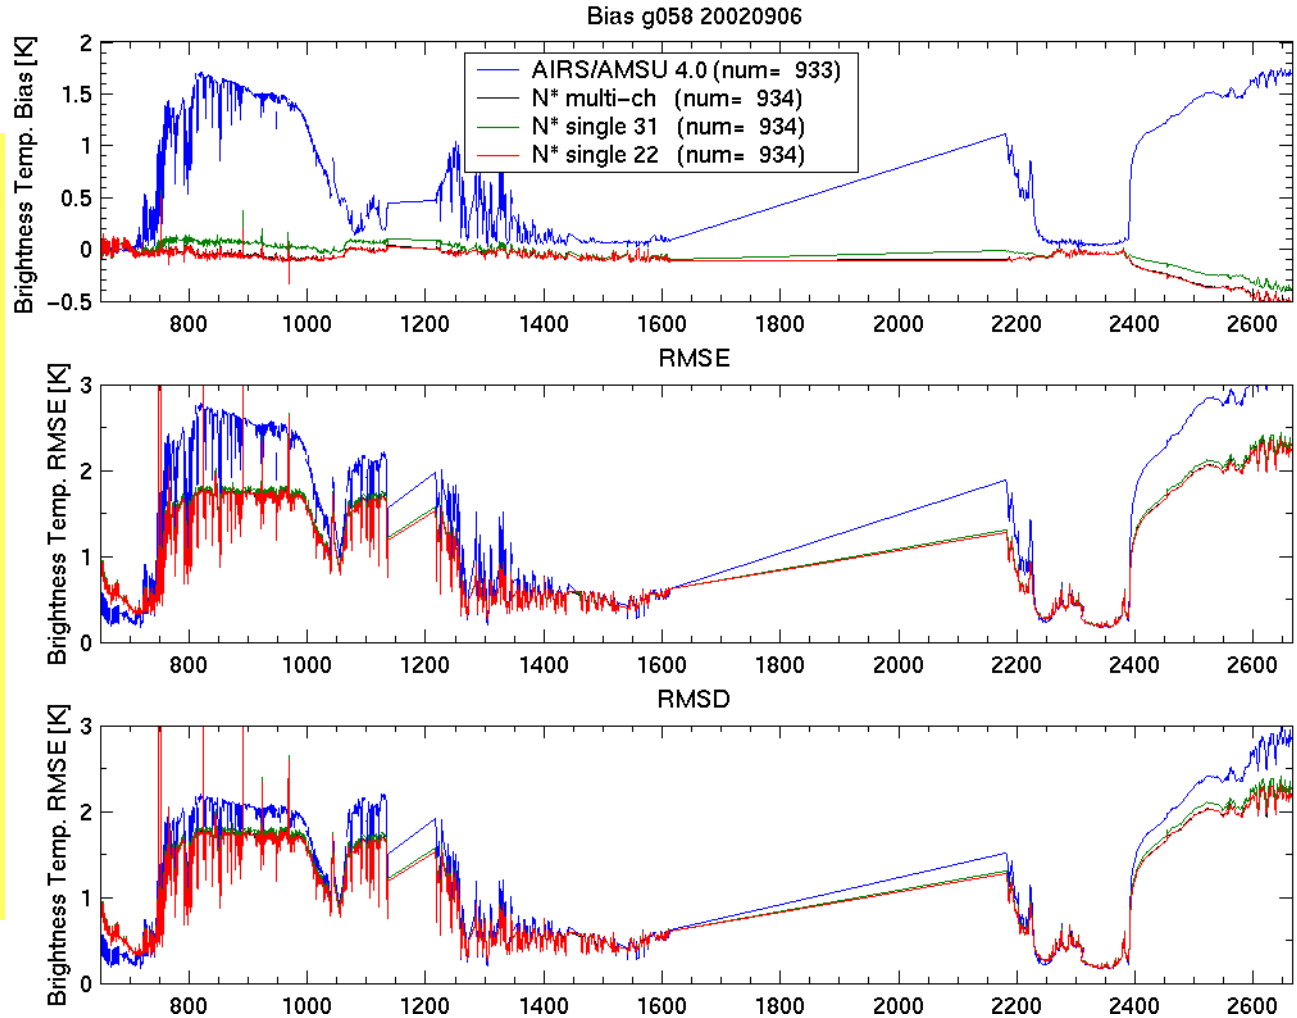 Bias g058 20020906
Brightness Temp. Bias [K]
2
1.5
1
0.5
0
−0.5
AIRS/AMSU 4.0 (num= 933)
N* multi−ch (num= 934)
N* single 31 (num= 934)
N* single 22 (num= 934)
800 1000 1200 1400 1600 1800 2000 2200 2400 2600
RMSE
Brightness Temp. RMSE [K]
3
2
1
0
800 1000 1200 1400 1600 1800 2000 2200 2400 2600
RMSD
Brightness Temp. RMSE [K]
3
2
1
0
800 1000 1200 1400 1600 1800 2000 2200 2400 2600